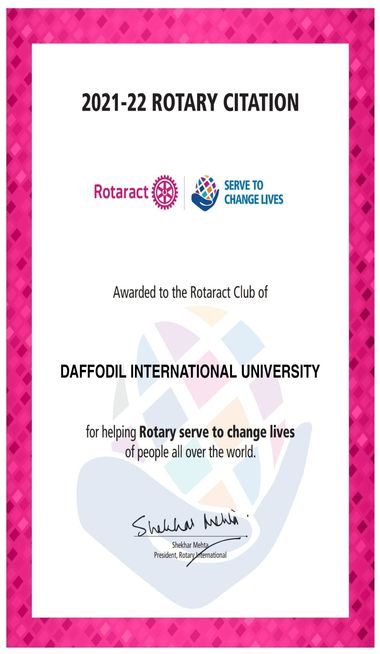 2021-22 ROTARY CITATION
Rotaract
SERVE TO
CHANGE LIVES
Awarded to the Rotaract Club of
DAFFODIL INTERNATIONAL UNIVERSITY
for helping Rotary serve to change lives
of people all over the world.
Shekhar Mehta
Shekhar Mehta
President, Rotary International